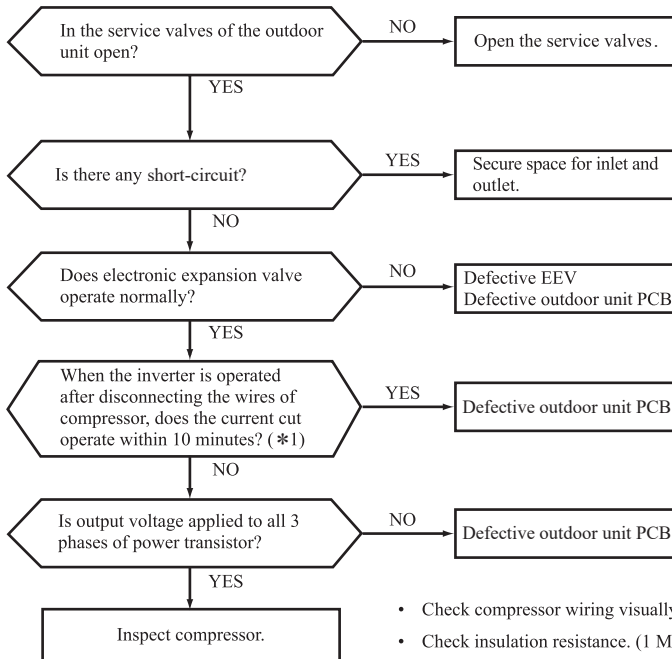 In the service valves of the outdoor
unit open?
NO
Open the service valves.
YES
Is there any short-circuit?
YES
Secure space for inlet and
outlet.
NO
Does electronic expansion valve
operate normally?
NO
Defective EEV
Defective outdoor unit PCB
YES
When the inverter is operated
after disconnecting the wires of
compressor, does the current cut
operate within 10 minutes? (*1)
YES
Defective outdoor unit PCB
NO
Is output voltage applied to all 3
phases of power transistor?
NO
Defective outdoor unit PCB
YES
Inspect compressor.
• Check compressor wiring visually
• Check insulation resistance. (1 M